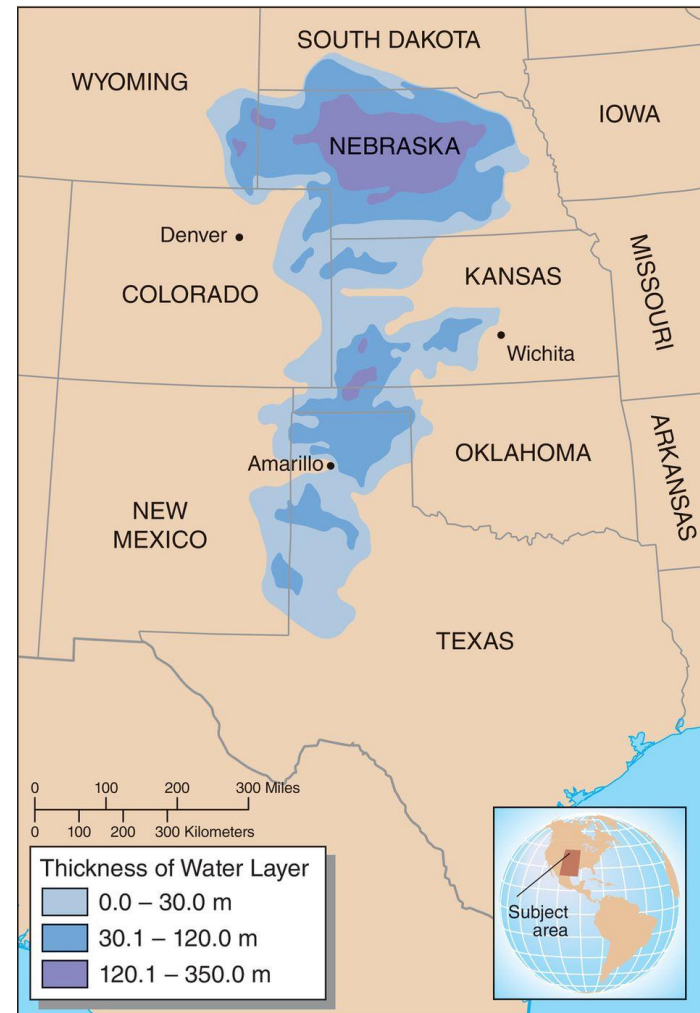 SOUTH DAKOTA
WYOMING
IOWA
NEBRASKA
Denver
COLORADO
KANSAS
MISSOURI
Wichita
Amarillo
OKLAHOMA
ARKANSAS
NEW
MEXICO
TEXAS
0 100 200 300 Miles
0 100 200 300 Kilometers
Thickness of Water Layer
0.0 – 30.0 m
30.1 – 120.0 m
120.1 – 350.0 m
Subject
area